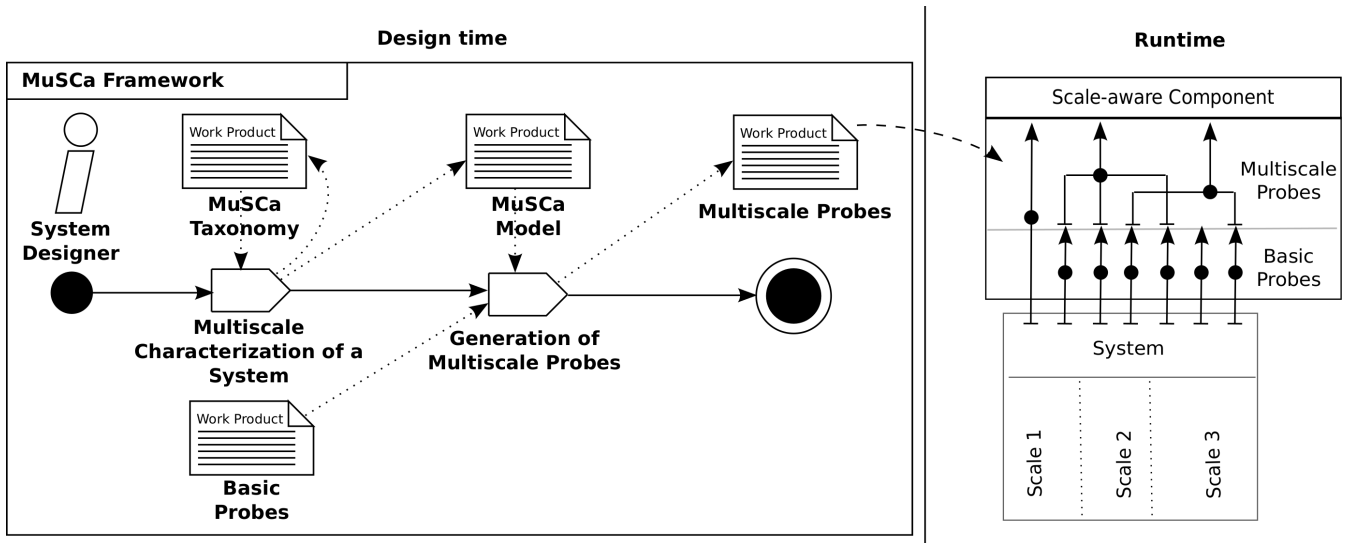 Design time
Runtime
MuSCa Framework
Work Product
Work Product
Work Product
System
Designer
MuSCa
Taxonomy
MuSCa
Model
Multiscale Probes
Multiscale
Characterization of a
System
Generation of
Multiscale Probes
Work Product
Basic
Probes
Scale-aware Component
Multiscale
Probes
Basic
Probes
System
Scale 1
Scale 2
Scale 3